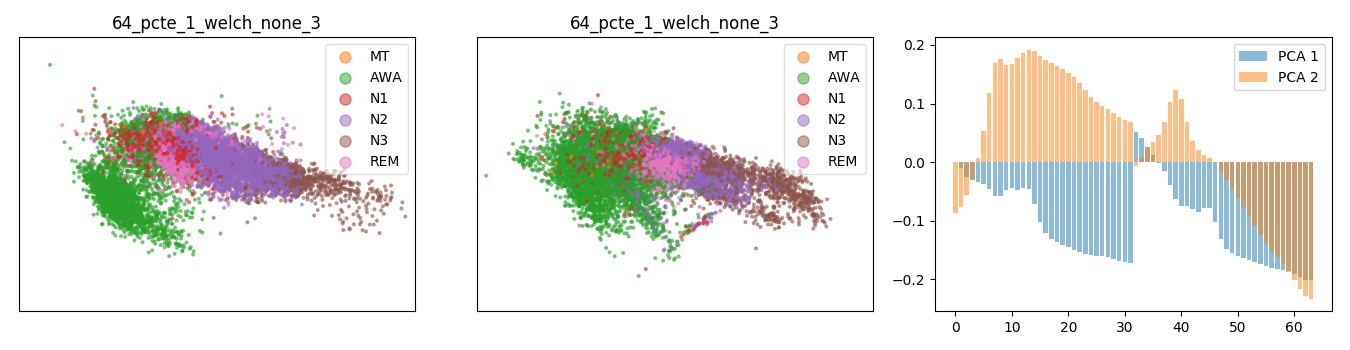 64_pcte_1_welch_none_3
MT
AWA
N1
N2
N3
REM
64_pcte_1_welch_none_3
MT
AWA
N1
N2
N3
REM
PCA 1
PCA 2
0.2
0.1
0.0
−0.1
−0.2
0 10 20 30 40 50 60